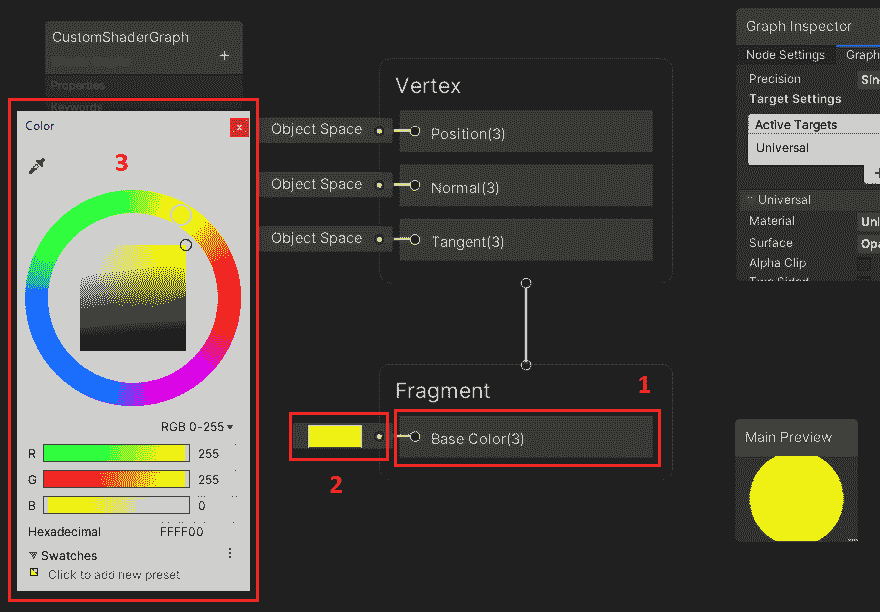 CustomShaderGraph
+
Properties
Keywords
Color
x
3
RGB 0-255
R 255
G 255
B 0
Hexadecimal FFFF00
Swatches
Click to add new preset
Vertex
Object Space Position(3)
Object Space Normal(3)
Object Space Tangent(3)
Fragment
1
Base Color(3)
2
Graph Inspector
Node Settings Graph
Precision Sin
Target Settings
Active Targets
Universal
+
Universal
Material Uni
Surface Opa
Alpha Clip
Main Preview